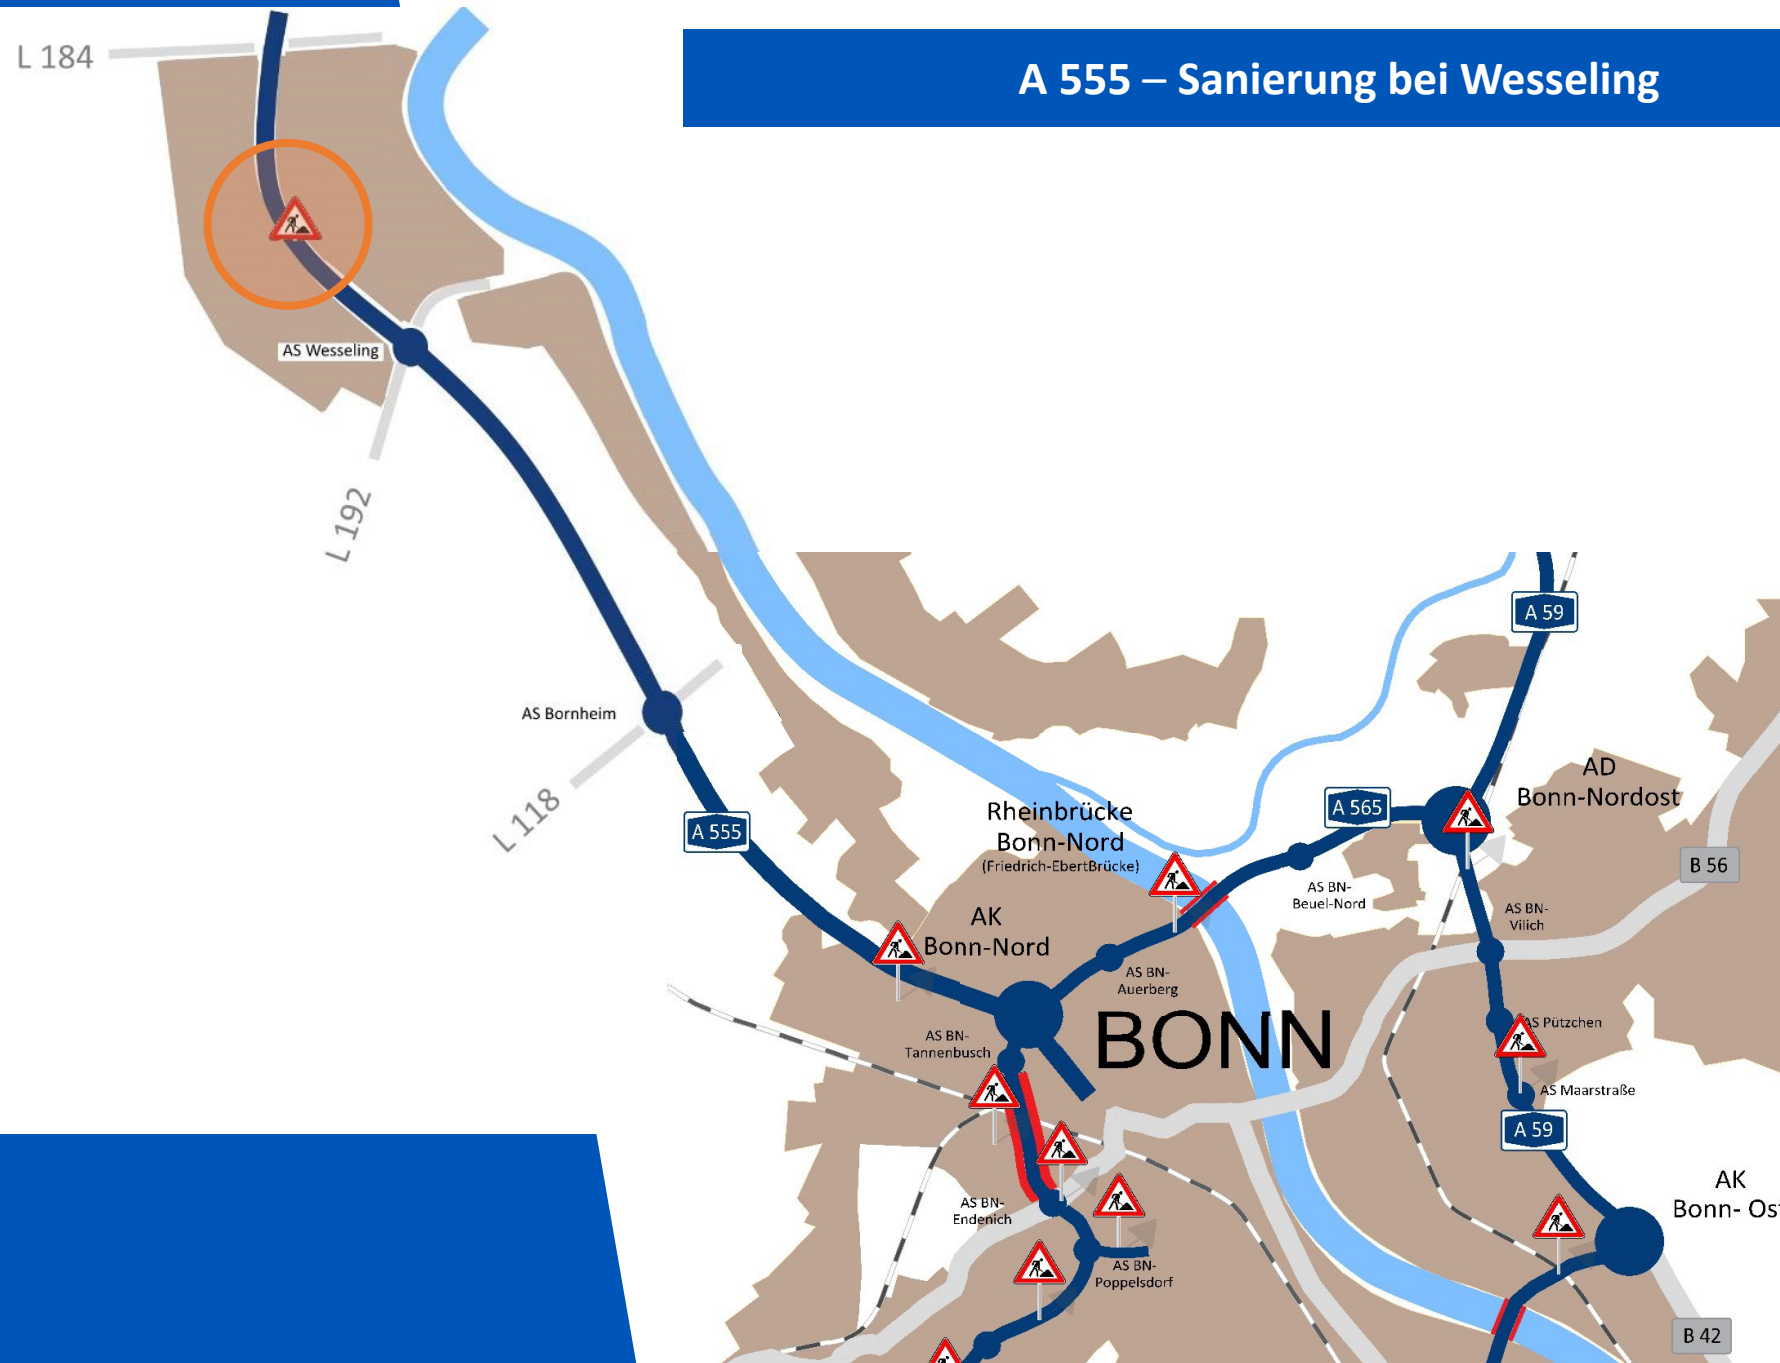 L 184
A 555 – Sanierung bei Wesseling
AS Wesseling
L 192
A 59
AS Bornheim
L 118
A 555
Rheinbrücke
Bonn-Nord
(Friedrich-EbertBrücke)
A 565
AD
Bonn-Nordost
B 56
AS BN-
Beuel-Nord
AS BN-
Vilich
AK
Bonn-Nord
AS BN-
Auerberg
BONN
AS BN-
Tannenbusch
AS Pützchen
AS Maarstraße
A 59
AS BN-
Endenich
AK
Bonn- Ost
AS BN-
Poppelsdorf
B 42